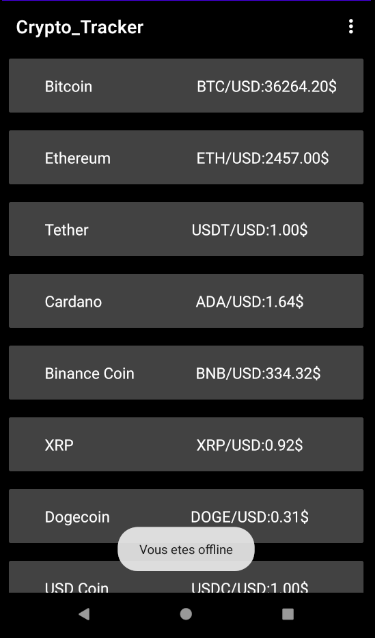 Crypto_Tracker
Bitcoin BTC/USD:36264.20$
Ethereum ETH/USD:2457.00$
Tether USDT/USD:1.00$
Cardano ADA/USD:1.64$
Binance Coin BNB/USD:334.32$
XRP XRP/USD:0.92$
Dogecoin DOGE/USD:0.31$
Vous etes offline
USD Coin USDC/USD:1.00$